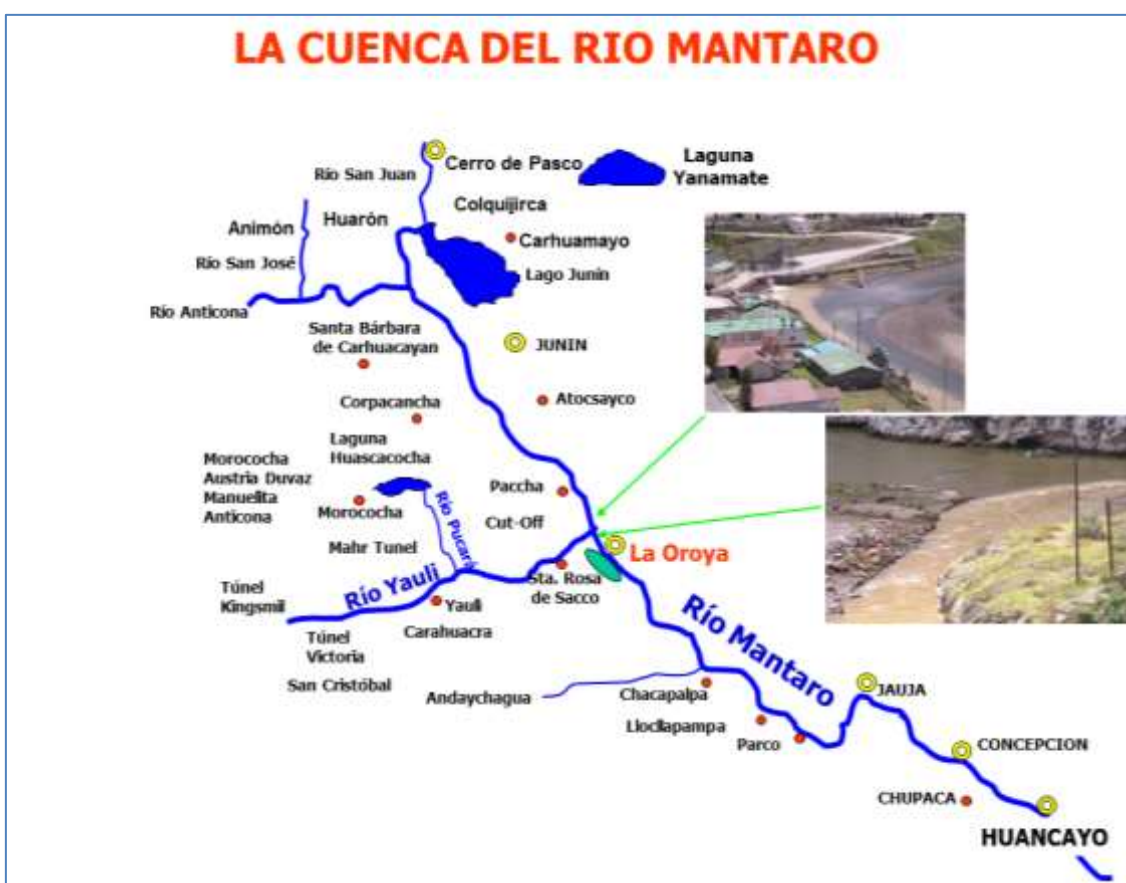 LA CUENCA DEL RIO MANTARO
Cerro de Pasco
Laguna
Yanamate
Río San Juan
Colquijirca
Huarón
Animón
Carhuamayo
Río San José
Lago Junín
Río Anticona
Santa Bárbara
de Carhuacayan
JUNIN
Corpacancha
Atocsayco
Laguna
Huascacocha
Morococha
Austria Duvaz
Manuelita
Anticona
Morococha
Río Pucará
Paccha
Cut-Off
Mahr Tunel
La Oroya
Sta. Rosa
de Sacco
Río Yauli
Túnel
Kingsmil
Yauli
Carahuacra
Túnel
Victoria
San Cristóbal
Andaychagua
Río Mantaro
Chacapalpa
Llocllapampa
Parco
JAUJA
CONCEPCION
CHUPACA
HUANCAYO